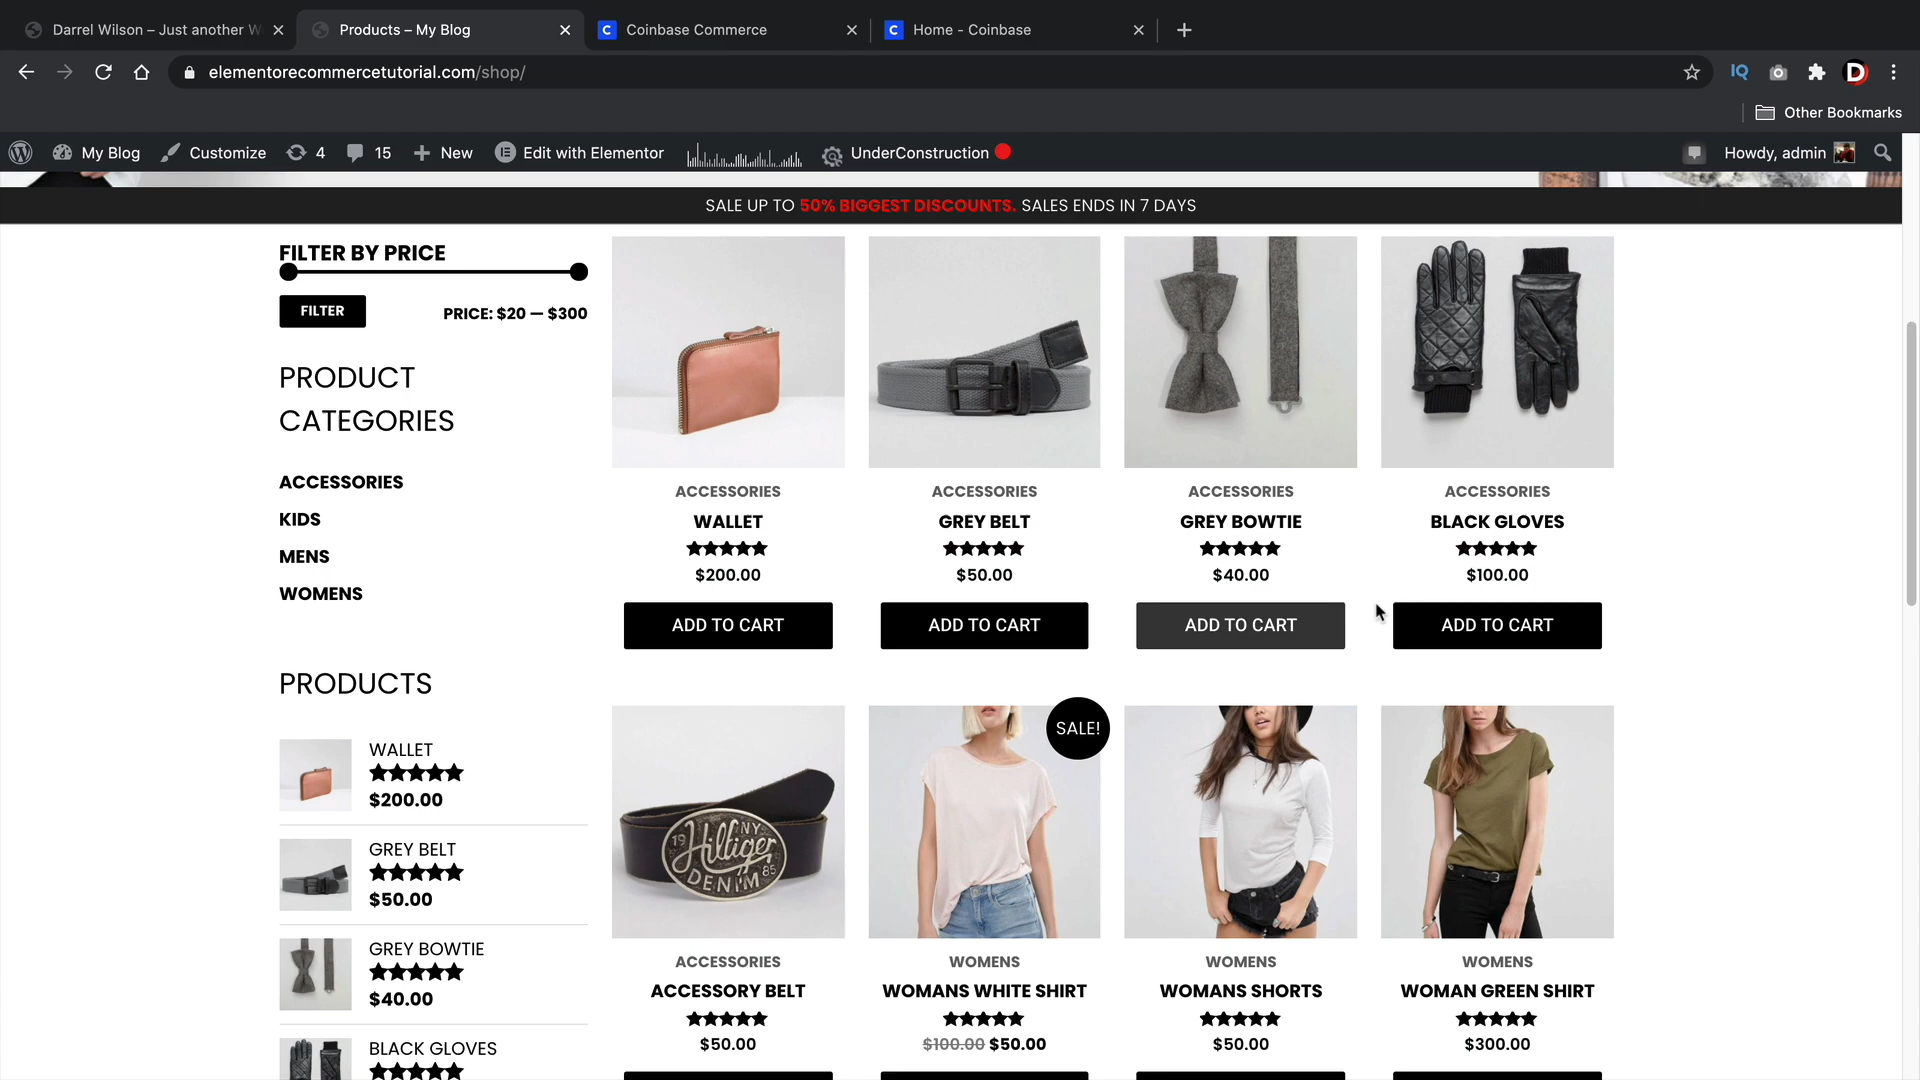 Darrel Wilson – Just another W
Products – My Blog
Coinbase Commerce
Home - Coinbase
elementorecommercetutorial.com/shop/
IQ
D
Other Bookmarks
My Blog
Customize
4
15
New
Edit with Elementor
UnderConstruction
Howdy, admin
SALE UP TO 50% BIGGEST DISCOUNTS. SALES ENDS IN 7 DAYS
FILTER BY PRICE
FILTER
PRICE: $20 — $300
PRODUCT
CATEGORIES
ACCESSORIES
KIDS
MENS
WOMENS
PRODUCTS
WALLET
$200.00
GREY BELT
$50.00
GREY BOWTIE
$40.00
BLACK GLOVES
ACCESSORIES
WALLET
$200.00
ADD TO CART
ACCESSORIES
GREY BELT
$50.00
ADD TO CART
ACCESSORIES
GREY BOWTIE
$40.00
ADD TO CART
ACCESSORIES
BLACK GLOVES
$100.00
ADD TO CART
19 NY
Hilfiger
DENIM 85
ACCESSORIES
ACCESSORY BELT
$50.00
SALE!
WOMENS
WOMANS WHITE SHIRT
$100.00 $50.00
WOMENS
WOMANS SHORTS
$50.00
WOMENS
WOMAN GREEN SHIRT
$300.00